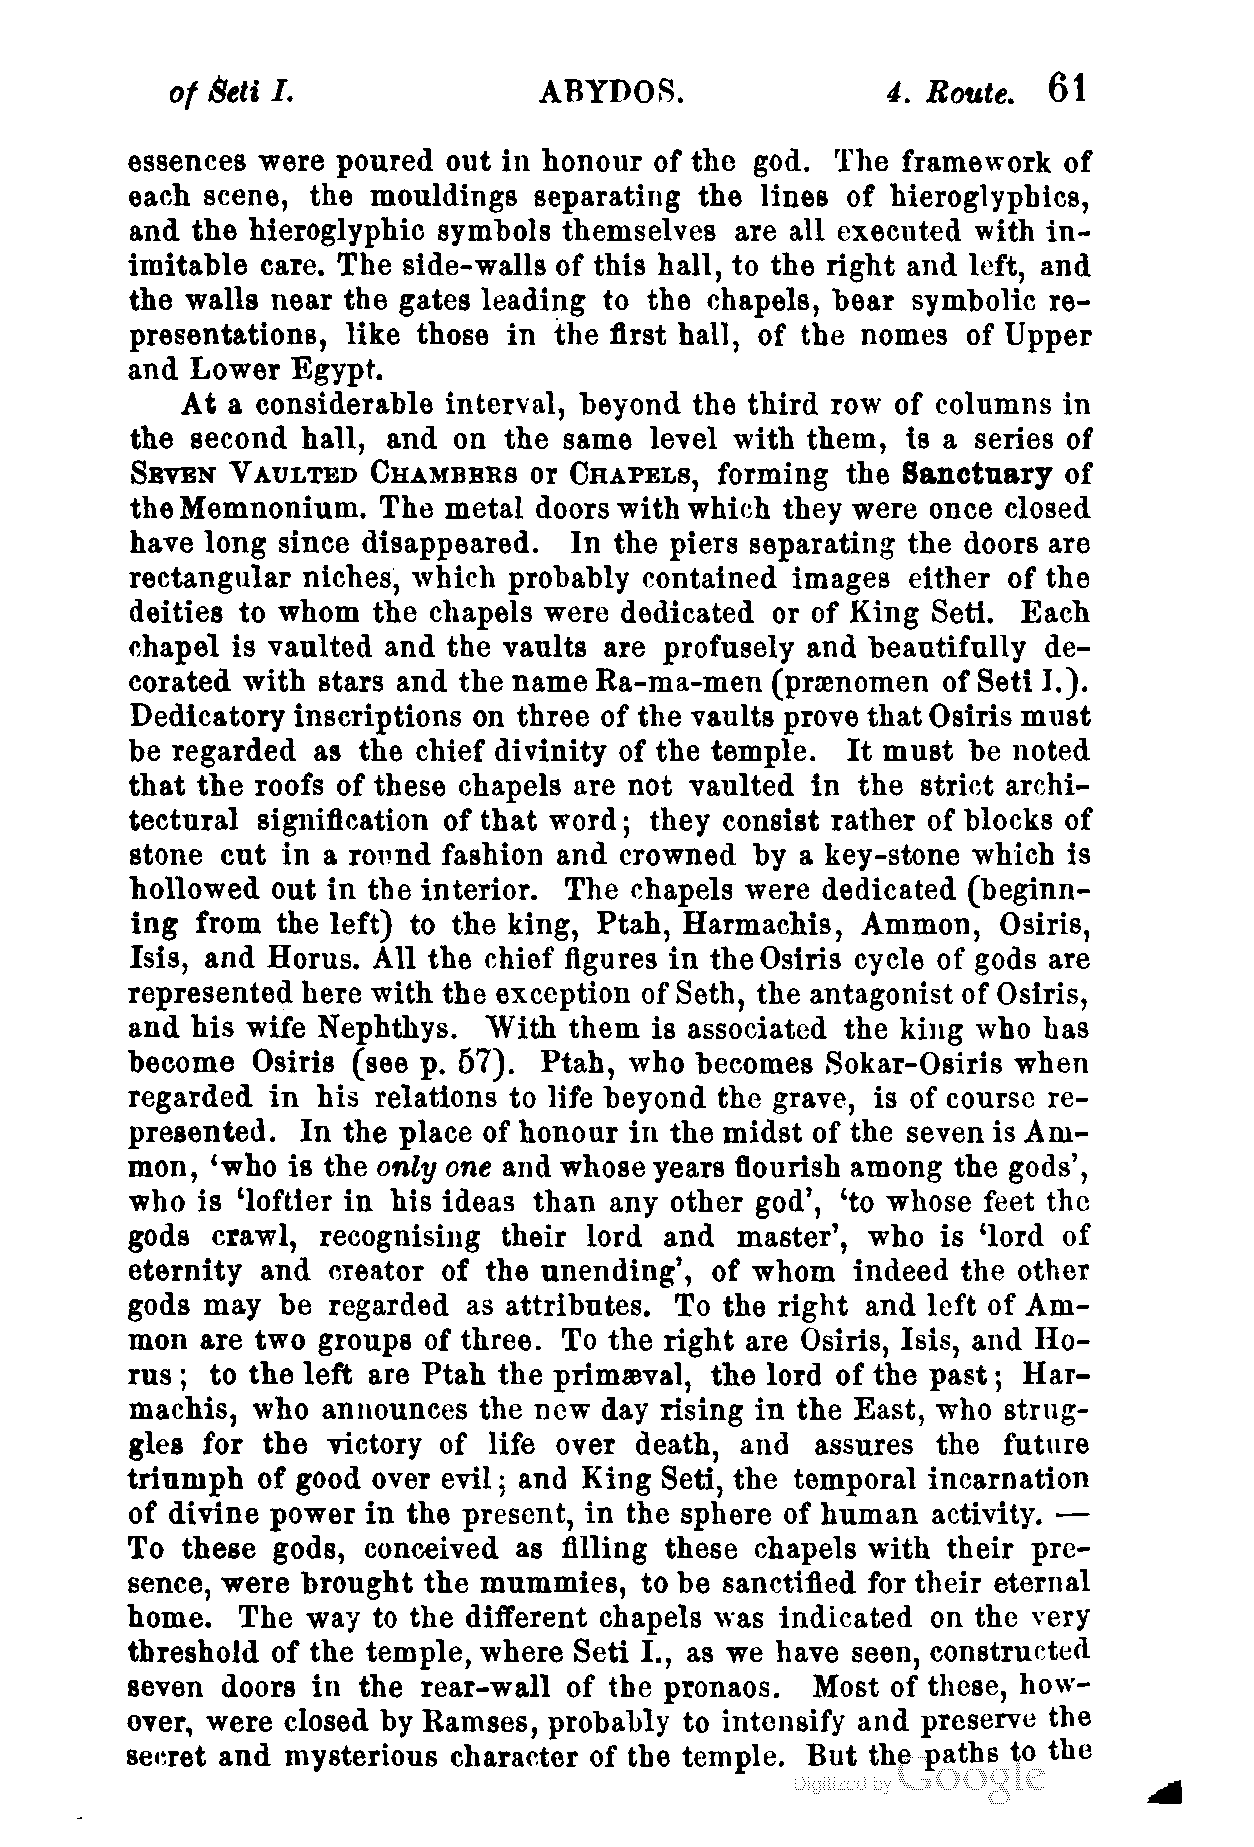 of Seti I. ABYDOS. 4. Route. 61
essences were poured out in honour of the god. The framework of
each scene, the mouldings separating the lines of hieroglyphics,
and the hieroglyphic symbols themselves are all executed with in-
imitable care. The side-walls of this hall, to the right and left, and
the walls near the gates leading to the chapels, bear symbolic re-
presentations, like those in the first hall, of the nomes of Upper
and Lower Egypt.
At a considerable interval, beyond the third row of columns in
the second hall, and on the same level with them, is a series of
SEVEN VAULTED CHAMBERS or CHAPELS, forming the Sanctuary of
the Memnonium. The metal doors with which they were once closed
have long since disappeared. In the piers separating the doors are
rectangular niches, which probably contained images either of the
deities to whom the chapels were dedicated or of King Seti. Each
chapel is vaulted and the vaults are profusely and beautifully de-
corated with stars and the name Ra-ma-men (prænomen of Seti I.).
Dedicatory inscriptions on three of the vaults prove that Osiris must
be regarded as the chief divinity of the temple. It must be noted
that the roofs of these chapels are not vaulted in the strict archi-
tectural signification of that word; they consist rather of blocks of
stone cut in a round fashion and crowned by a key-stone which is
hollowed out in the interior. The chapels were dedicated (beginn-
ing from the left) to the king, Ptah, Harmachis, Ammon, Osiris,
Isis, and Horus. All the chief figures in the Osiris cycle of gods are
represented here with the exception of Seth, the antagonist of Osiris,
and his wife Nephthys. With them is associated the king who has
become Osiris (see p. 57). Ptah, who becomes Sokar-Osiris when
regarded in his relations to life beyond the grave, is of course re-
presented. In the place of honour in the midst of the seven is Am-
mon, ‘who is the only one and whose years flourish among the gods’,
who is ‘loftier in his ideas than any other god’, ‘to whose feet the
gods crawl, recognising their lord and master’, who is ‘lord of
eternity and creator of the unending’, of whom indeed the other
gods may be regarded as attributes. To the right and left of Am-
mon are two groups of three. To the right are Osiris, Isis, and Ho-
rus; to the left are Ptah the primæval, the lord of the past; Har-
machis, who announces the new day rising in the East, who strug-
gles for the victory of life over death, and assures the future
triumph of good over evil; and King Seti, the temporal incarnation
of divine power in the present, in the sphere of human activity. —
To these gods, conceived as filling these chapels with their pre-
sence, were brought the mummies, to be sanctified for their eternal
home. The way to the different chapels was indicated on the very
threshold of the temple, where Seti I., as we have seen, constructed
seven doors in the rear-wall of the pronaos. Most of these, how-
over, were closed by Ramses, probably to intensify and preserve the
secret and mysterious character of the temple. But the paths to the
Digitized by Google